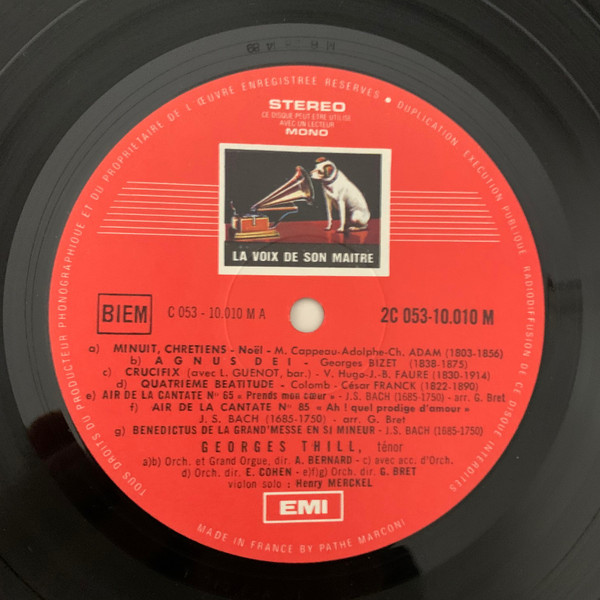 TOUS DROITS DU PRODUCTEUR PHONOGRAPHIQUE ET DU PROPRIETAIRE DE L'ŒUVRE ENREGISTREE RESERVES • DUPLICATION EXECUTION PUBLIQUE RADIODIFFUSION DE CE DISQUE INTERDITES
STEREO
CE DISQUE PEUT ETRE UTILISE
AVEC UN LECTEUR
MONO
LA VOIX DE SON MAITRE
BIEM
C 053 - 10.010 M A
2C 053-10.010 M
a) MINUIT, CHRETIENS - Noël - M. Cappeau-Adolphe-Ch. ADAM (1803-1856)
b) AGNUS DEI - Georges BIZET (1838-1875)
c) CRUCIFIX (avec L. GUENOT, bar.) - V. Hugo-J.-B. FAURE (1830-1914)
d) QUATRIEME BEATITUDE - Colomb - César FRANCK (1822-1890)
e) AIR DE LA CANTATE N° 65 « Prends mon cœur » - J.S. BACH (1685-1750) - arr. G. Bret
f) AIR DE LA CANTATE N° 85 « Ah ! quel prodige d'amour »
J.S. BACH (1685-1750) - arr. G. Bret
g) BENEDICTUS DE LA GRAND'MESSE EN SI MINEUR - J.S. BACH (1685-1750)
GEORGES THILL, ténor
a)b) Orch. et Grand Orgue, dir. A. BERNARD - c) avec acc. d'Orch.
d) Orch. dir. E. COHEN - e)f)g) Orch. dir. G. BRET
violon solo : Henry MERCKEL
EMI
MADE IN FRANCE BY PATHE MARCONI